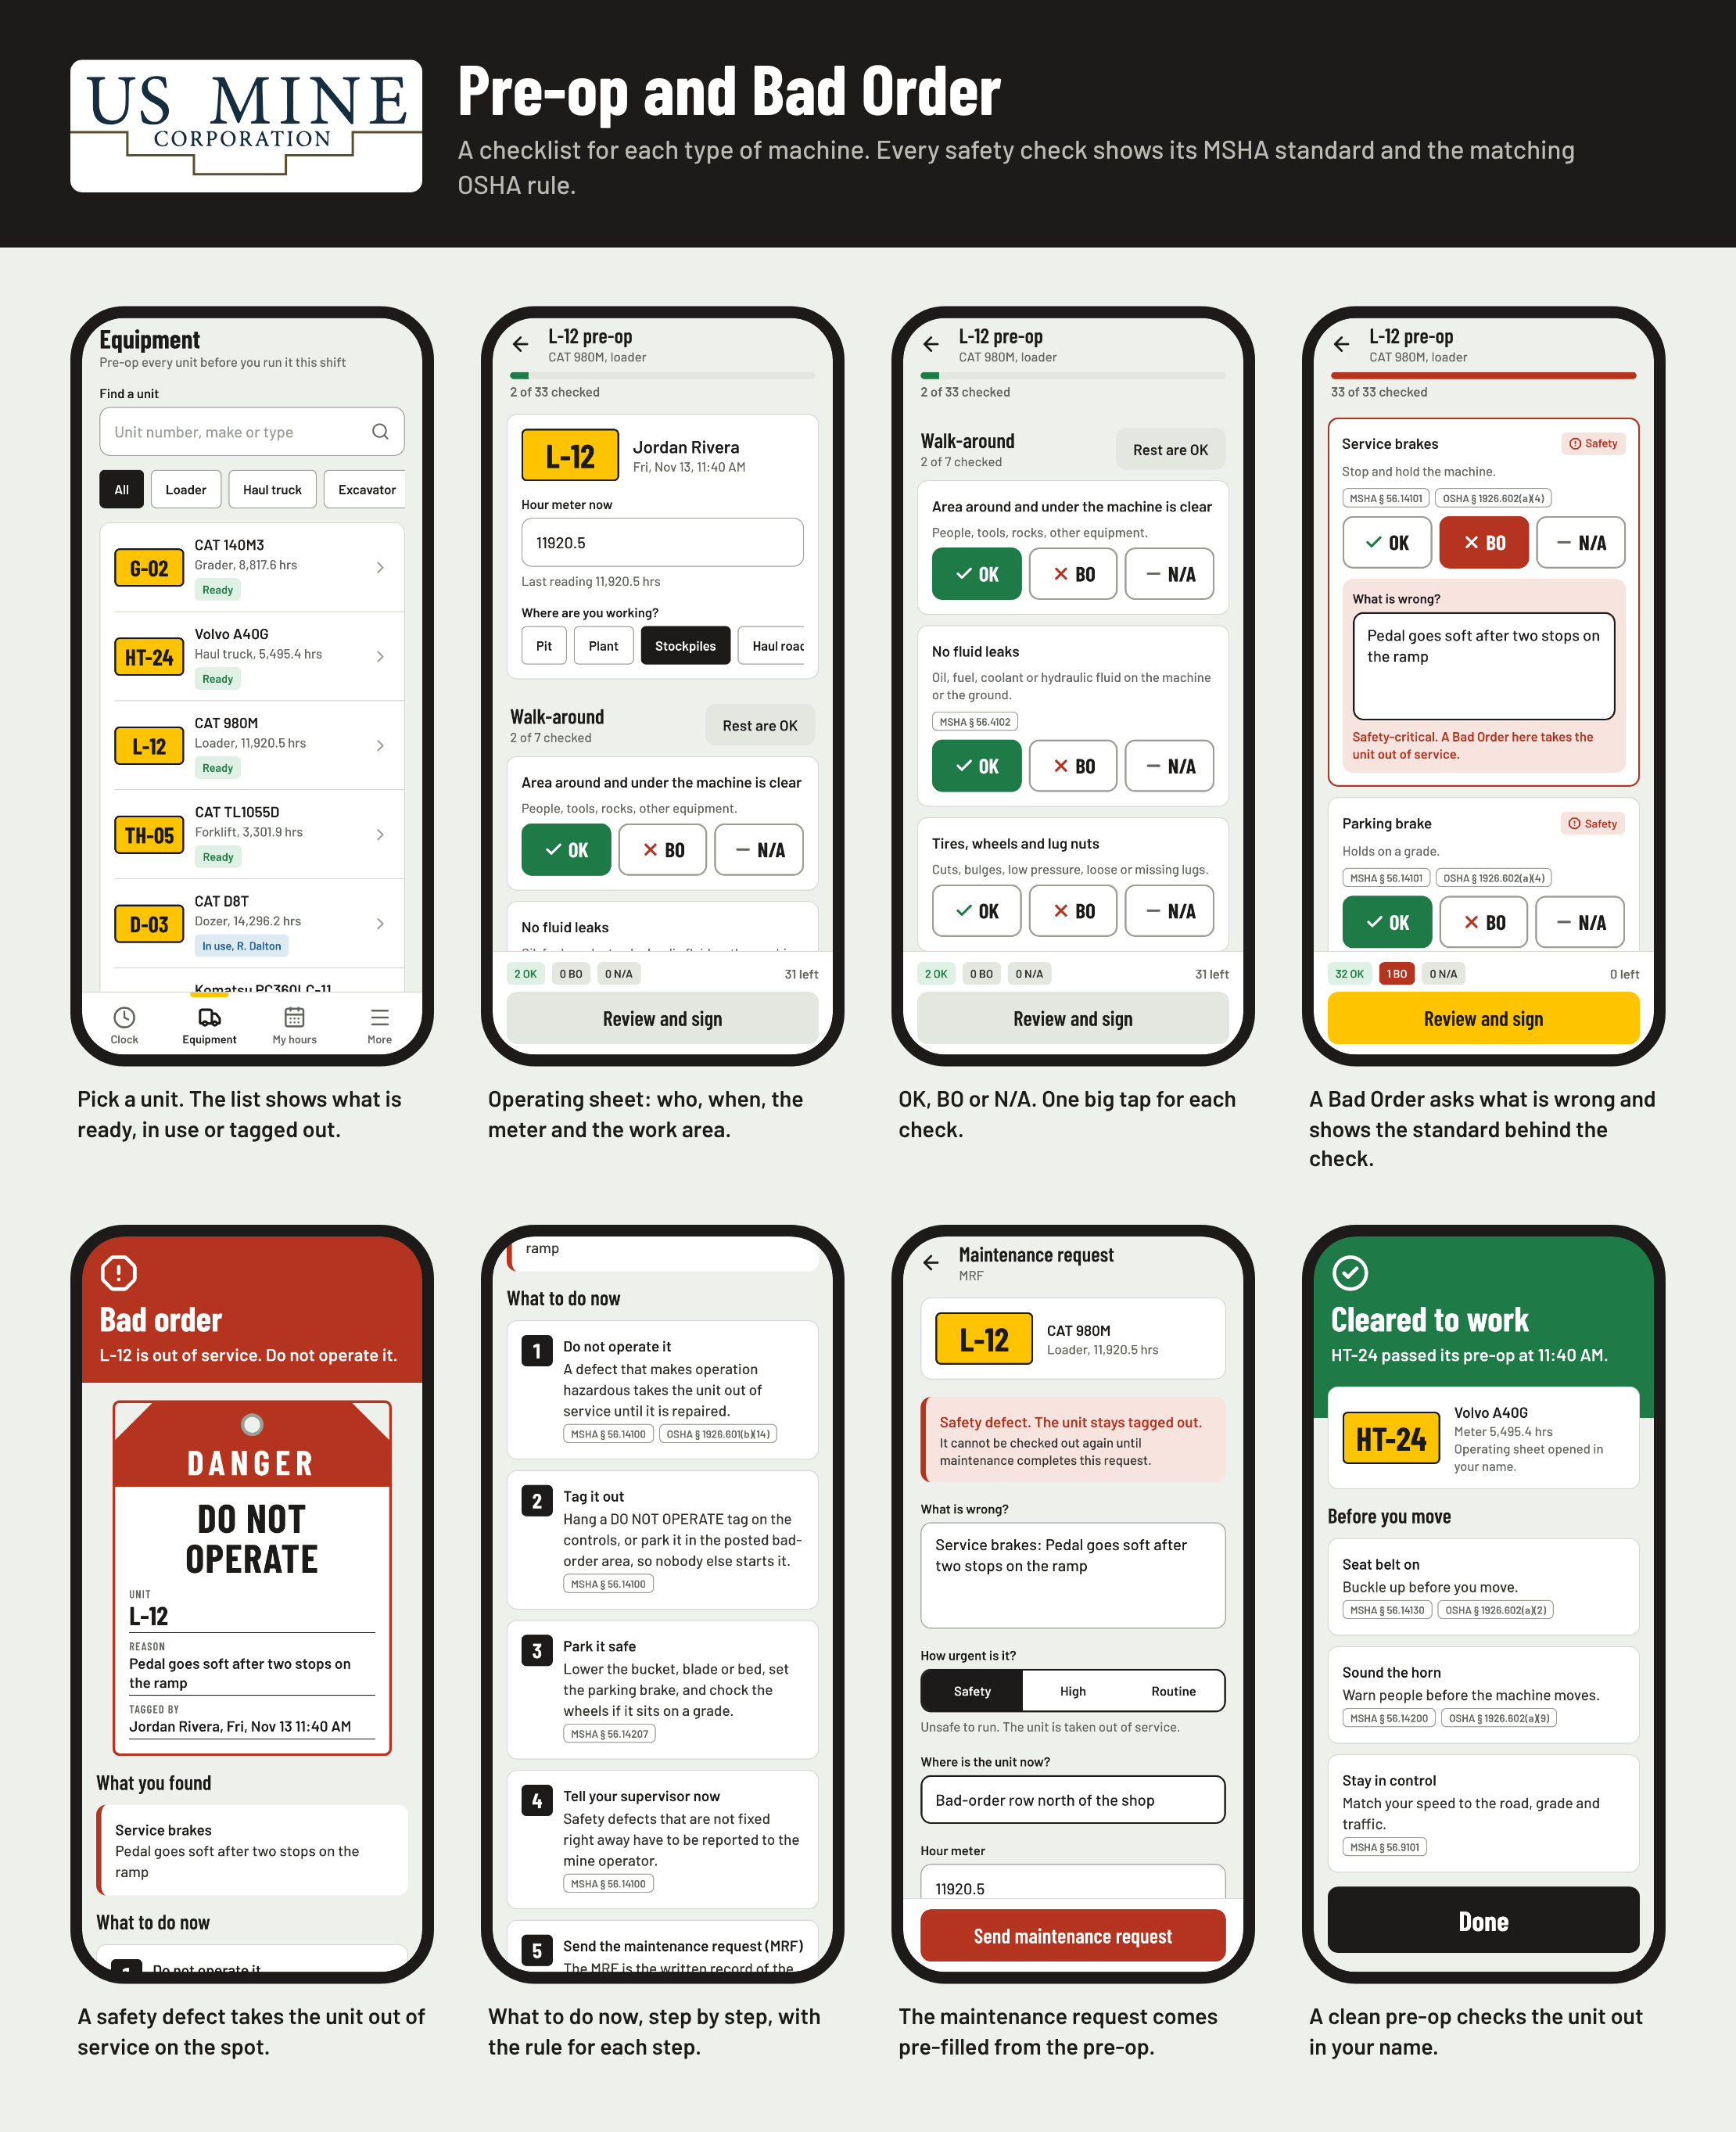 US MINE
CORPORATION
Pre-op and Bad Order
A checklist for each type of machine. Every safety check shows its MSHA standard and the matching
OSHA rule.
Equipment
Pre-op every unit before you run it this shift
Find a unit
Unit number, make or type
All
Loader
Haul truck
Excavator
G-02
CAT 140M3
Grader, 8,817.6 hrs
Ready
HT-24
Volvo A40G
Haul truck, 5,495.4 hrs
Ready
L-12
CAT 980M
Loader, 11,920.5 hrs
Ready
TH-05
CAT TL1055D
Forklift, 3,301.9 hrs
Ready
D-03
CAT D8T
Dozer, 14,296.2 hrs
In use, R. Dalton
Komatsu PC360LC-11
Clock
Equipment
My hours
More
Pick a unit. The list shows what is
ready, in use or tagged out.
L-12 pre-op
CAT 980M, loader
2 of 33 checked
L-12
Jordan Rivera
Fri, Nov 13, 11:40 AM
Hour meter now
11920.5
Last reading 11,920.5 hrs
Where are you working?
Pit
Plant
Stockpiles
Haul road
Walk-around
2 of 7 checked
Rest are OK
Area around and under the machine is clear
People, tools, rocks, other equipment.
OK
BO
N/A
No fluid leaks
2 OK
0 BO
0 N/A
31 left
Review and sign
Operating sheet: who, when, the
meter and the work area.
L-12 pre-op
CAT 980M, loader
2 of 33 checked
Walk-around
2 of 7 checked
Rest are OK
Area around and under the machine is clear
People, tools, rocks, other equipment.
OK
BO
N/A
No fluid leaks
Oil, fuel, coolant or hydraulic fluid on the machine
or the ground.
MSHA § 56.4102
OK
BO
N/A
Tires, wheels and lug nuts
Cuts, bulges, low pressure, loose or missing lugs.
OK
BO
N/A
2 OK
0 BO
0 N/A
31 left
Review and sign
OK, BO or N/A. One big tap for each
check.
L-12 pre-op
CAT 980M, loader
33 of 33 checked
Service brakes
Safety
Stop and hold the machine.
MSHA § 56.14101
OSHA § 1926.602(a)(4)
OK
BO
N/A
What is wrong?
Pedal goes soft after two stops on
the ramp
Safety-critical. A Bad Order here takes the
unit out of service.
Parking brake
Safety
Holds on a grade.
MSHA § 56.14101
OSHA § 1926.602(a)(4)
OK
BO
N/A
32 OK
1 BO
0 N/A
0 left
Review and sign
A Bad Order asks what is wrong and
shows the standard behind the
check.
Bad order
L-12 is out of service. Do not operate it.
DANGER
DO NOT
OPERATE
UNIT
L-12
REASON
Pedal goes soft after two stops on
the ramp
TAGGED BY
Jordan Rivera, Fri, Nov 13 11:40 AM
What you found
Service brakes
Pedal goes soft after two stops on the
ramp
What to do now
1
Do not operate it
A safety defect takes the unit out of
service on the spot.
ramp
What to do now
1
Do not operate it
A defect that makes operation
hazardous takes the unit out of
service until it is repaired.
MSHA § 56.14100
OSHA § 1926.601(b)(14)
2
Tag it out
Hang a DO NOT OPERATE tag on the
controls, or park it in the posted bad-
order area, so nobody else starts it.
MSHA § 56.14100
3
Park it safe
Lower the bucket, blade or bed, set
the parking brake, and chock the
wheels if it sits on a grade.
MSHA § 56.14207
4
Tell your supervisor now
Safety defects that are not fixed
right away have to be reported to the
mine operator.
MSHA § 56.14100
5
Send the maintenance request (MRF)
The MRF is the written record of the
What to do now, step by step, with
the rule for each step.
Maintenance request
MRF
L-12
CAT 980M
Loader, 11,920.5 hrs
Safety defect. The unit stays tagged out.
It cannot be checked out again until
maintenance completes this request.
What is wrong?
Service brakes: Pedal goes soft after
two stops on the ramp
How urgent is it?
Safety
High
Routine
Unsafe to run. The unit is taken out of service.
Where is the unit now?
Bad-order row north of the shop
Hour meter
11920.5
Send maintenance request
The maintenance request comes
pre-filled from the pre-op.
Cleared to work
HT-24 passed its pre-op at 11:40 AM.
HT-24
Volvo A40G
Meter 5,495.4 hrs
Operating sheet opened in
your name.
Before you move
Seat belt on
Buckle up before you move.
MSHA § 56.14130
OSHA § 1926.602(a)(2)
Sound the horn
Warn people before the machine moves.
MSHA § 56.14200
OSHA § 1926.602(a)(9)
Stay in control
Match your speed to the road, grade and
traffic.
MSHA § 56.9101
Done
A clean pre-op checks the unit out
in your name.